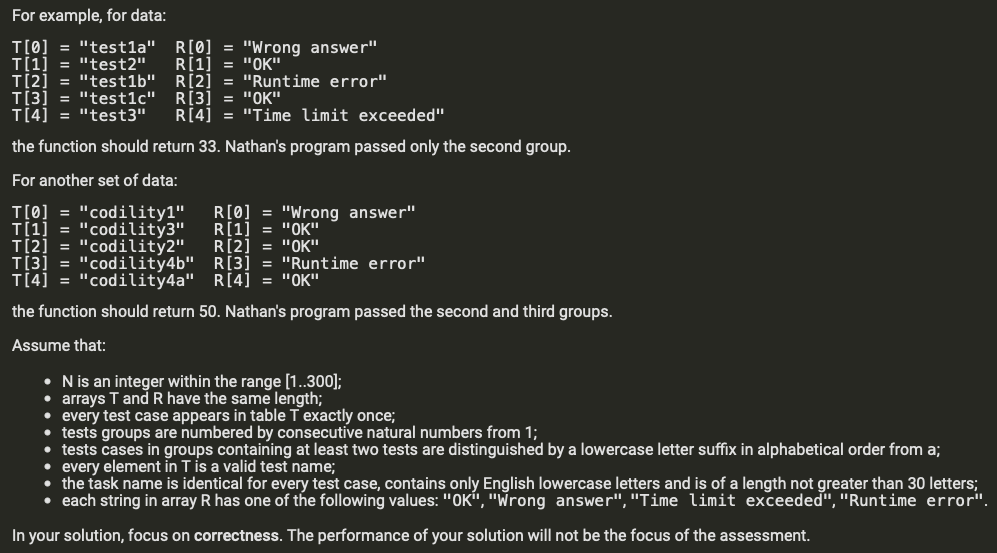 For example, for data:
T[0] = "test1a"  R[0] = "Wrong answer"
T[1] = "test2"   R[1] = "OK"
T[2] = "test1b"  R[2] = "Runtime error"
T[3] = "test1c"  R[3] = "OK"
T[4] = "test3"   R[4] = "Time limit exceeded"
the function should return 33. Nathan's program passed only the second group.
For another set of data:
T[0] = "codility1"   R[0] = "Wrong answer"
T[1] = "codility3"   R[1] = "OK"
T[2] = "codility2"   R[2] = "OK"
T[3] = "codility4b"  R[3] = "Runtime error"
T[4] = "codility4a"  R[4] = "OK"
the function should return 50. Nathan's program passed the second and third groups.
Assume that:
• N is an integer within the range [1..300];
• arrays T and R have the same length;
• every test case appears in table T exactly once;
• tests groups are numbered by consecutive natural numbers from 1;
• tests cases in groups containing at least two tests are distinguished by a lowercase letter suffix in alphabetical order from a;
• every element in T is a valid test name;
• the task name is identical for every test case, contains only English lowercase letters and is of a length not greater than 30 letters;
• each string in array R has one of the following values: "OK", "Wrong answer", "Time limit exceeded", "Runtime error".
In your solution, focus on correctness. The performance of your solution will not be the focus of the assessment.